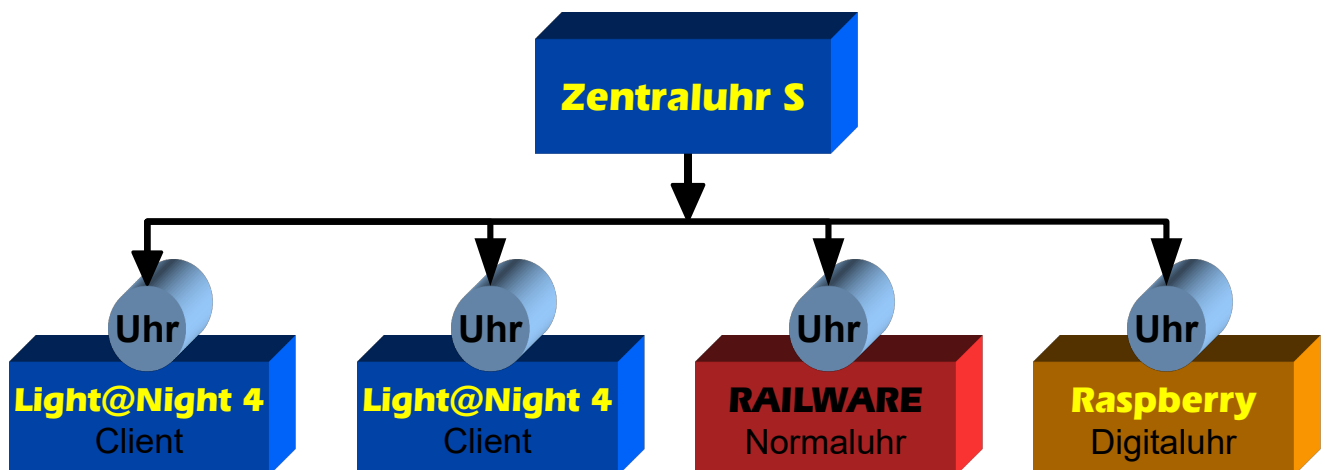 Zentraluhr S
Uhr
Uhr
Uhr
Uhr
Light@Night 4
Client
Light@Night 4
Client
RAILWARE
Normaluhr
Raspberry
Digitaluhr